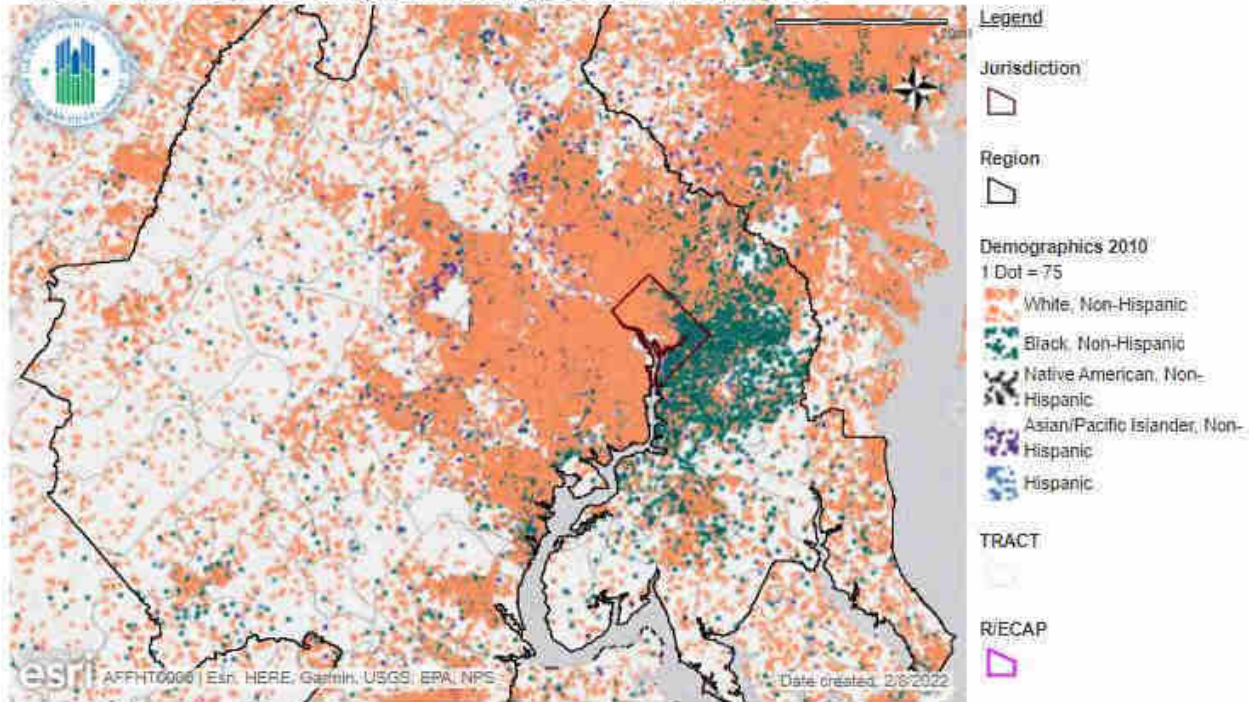 Legend
Jurisdiction
Region
Demographics 2010
1 Dot = 75
White, Non-Hispanic
Black, Non-Hispanic
Native American, Non-
Hispanic
Asian/Pacific Islander, Non-
Hispanic
Hispanic
TRACT
R/ECAP
esri
AFFHT0006 | Esri, HERE, Garmin, USGS, EPA, NPS
Date created: 2/8/2022